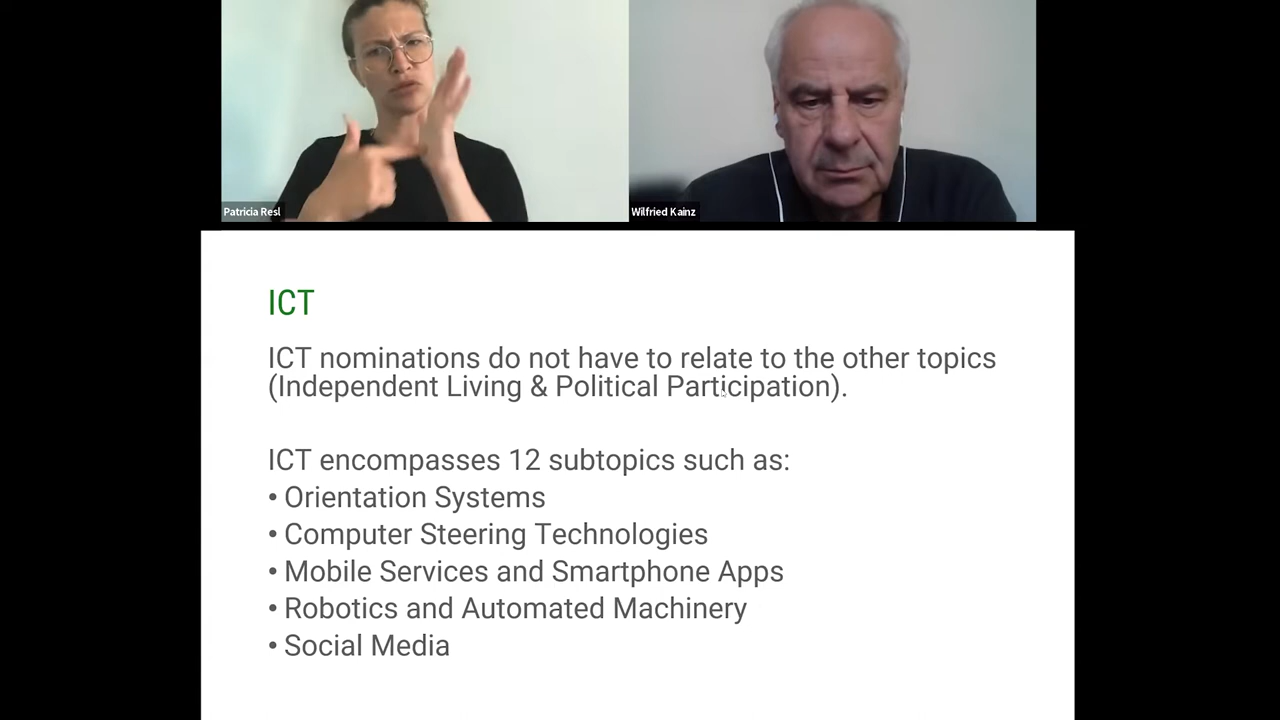 Patricia Resl
Wilfried Kainz
ICT
ICT nominations do not have to relate to the other topics
(Independent Living & Political Participation).
ICT encompasses 12 subtopics such as:
• Orientation Systems
• Computer Steering Technologies
• Mobile Services and Smartphone Apps
• Robotics and Automated Machinery
• Social Media